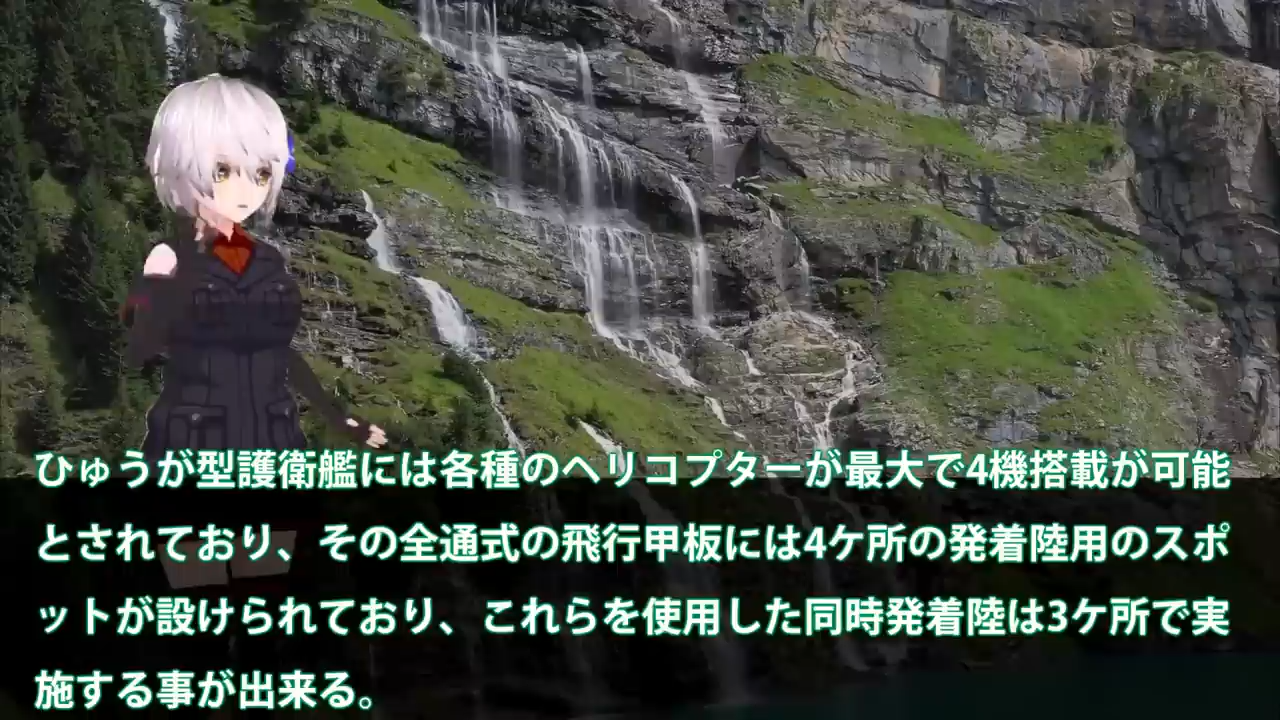 ひゅうが型護衛艦には各種のヘリコプターが最大で4機搭載が可能
とされており、その全通式の飛行甲板には4ケ所の発着陸用のスポ
ットが設けられており、これらを使用した同時発着陸は3ケ所で実
施する事が出来る。